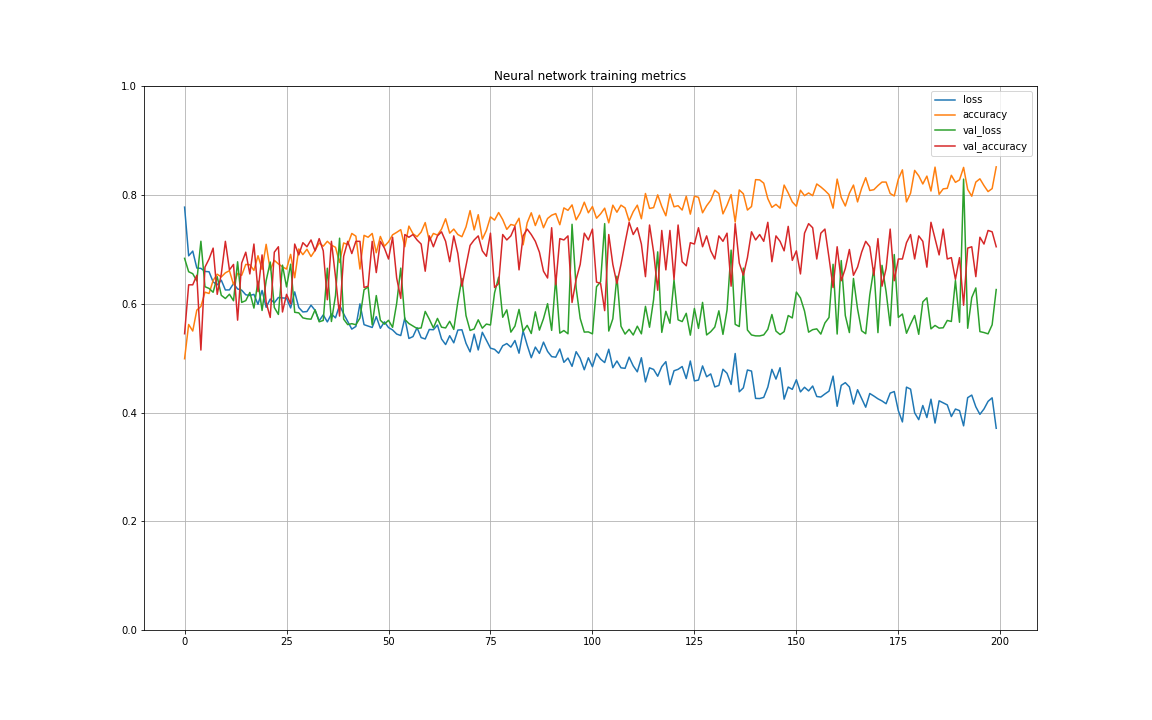 Neural network training metrics
1.0
0.8
0.6
0.4
0.2
0.0
loss
accuracy
val_loss
val_accuracy
0 25 50 75 100 125 150 175 200